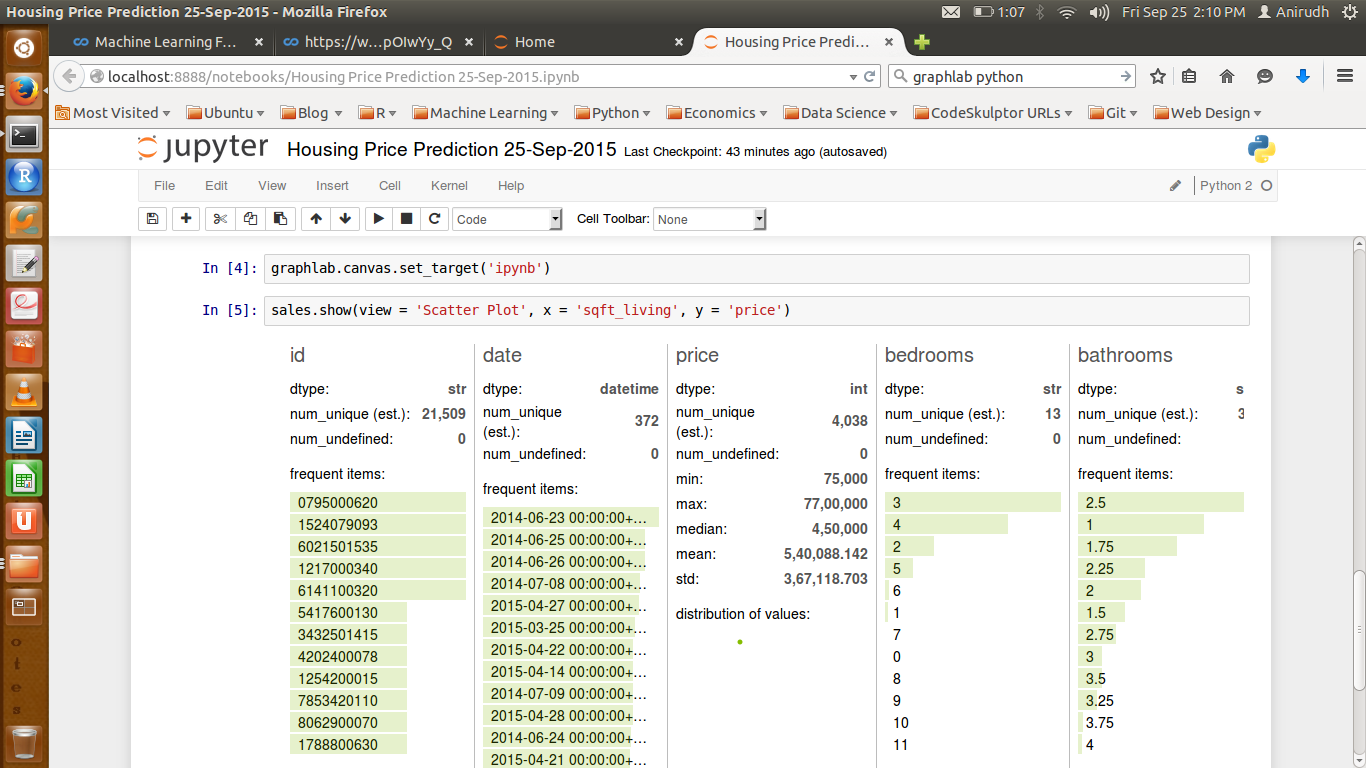 Housing Price Prediction 25-Sep-2015 - Mozilla Firefox
1:07
Fri Sep 25 2:10 PM
Anirudh
Machine Learning F...
https://w...pOIwYy_Q
Home
Housing Price Predi...
localhost:8888/notebooks/Housing Price Prediction 25-Sep-2015.ipynb
graphlab python
Most Visited
Ubuntu
Blog
R
Machine Learning
Python
Economics
Data Science
CodeSkulptor URLs
Git
Web Design
jupyter
Housing Price Prediction 25-Sep-2015
Last Checkpoint: 43 minutes ago (autosaved)
File
Edit
View
Insert
Cell
Kernel
Help
Python 2
Code
Cell Toolbar:
None
In [4]:
graphlab.canvas.set_target('ipynb')
In [5]:
sales.show(view = 'Scatter Plot', x = 'sqft_living', y = 'price')
id
dtype: str
num_unique (est.): 21,509
num_undefined: 0
frequent items:
0795000620
1524079093
6021501535
1217000340
6141100320
5417600130
3432501415
4202400078
1254200015
7853420110
8062900070
1788800630
date
dtype: datetime
num_unique
(est.): 372
num_undefined: 0
frequent items:
2014-06-23 00:00:00+...
2014-06-25 00:00:00+...
2014-06-26 00:00:00+...
2014-07-08 00:00:00+...
2015-04-27 00:00:00+...
2015-03-25 00:00:00+...
2015-04-22 00:00:00+...
2015-04-14 00:00:00+...
2014-07-09 00:00:00+...
2015-04-28 00:00:00+...
2014-06-24 00:00:00+...
2015-04-21 00:00:00+...
price
dtype: int
num_unique
(est.): 4,038
num_undefined: 0
min: 75,000
max: 77,00,000
median: 4,50,000
mean: 5,40,088.142
std: 3,67,118.703
distribution of values:
bedrooms
dtype: str
num_unique (est.): 13
num_undefined: 0
frequent items:
3
4
2
5
6
1
7
0
8
9
10
11
bathrooms
dtype: s
num_unique (est.): 3
num_undefined:
frequent items:
2.5
1
1.75
2.25
2
1.5
2.75
3
3.5
3.25
3.75
4